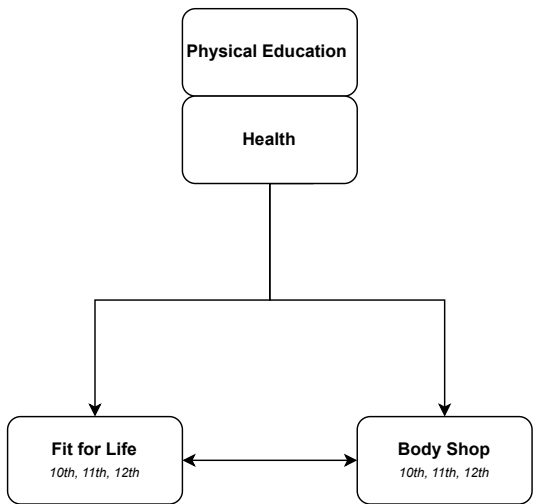 Physical Education
Health
Fit for Life
10th, 11th, 12th
Body Shop
10th, 11th, 12th